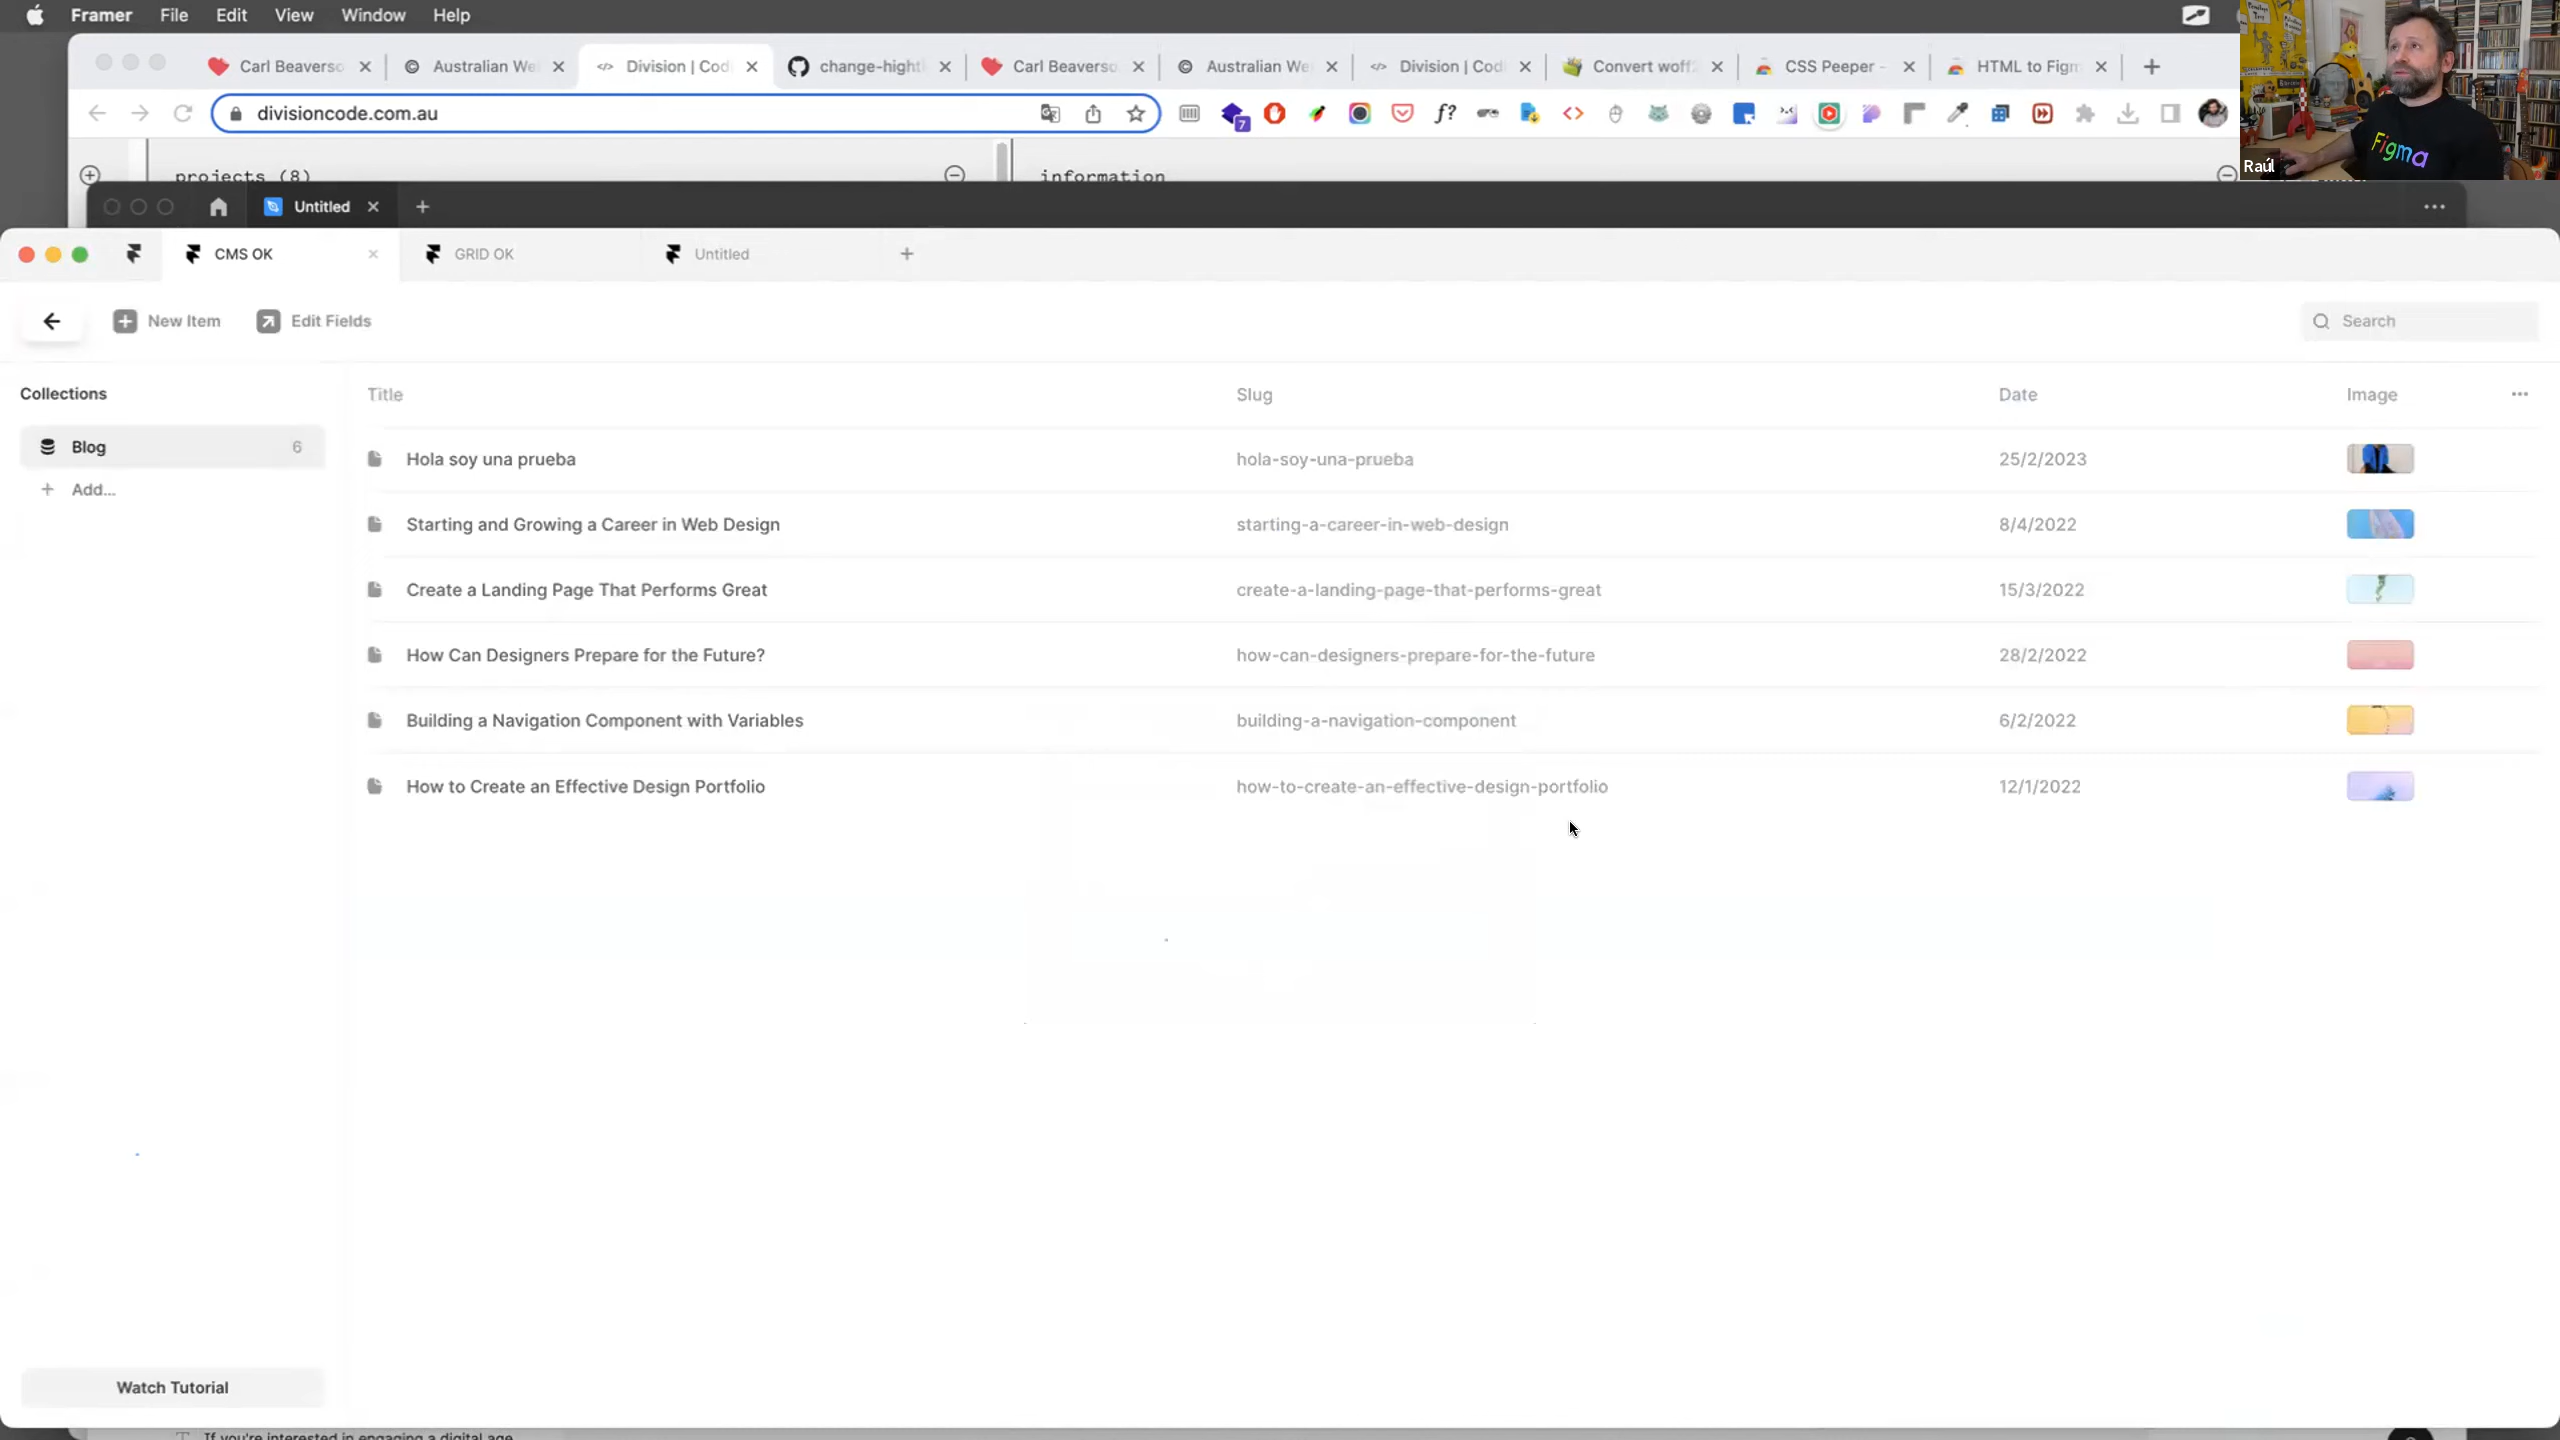 Framer File Edit View Window Help
Carl Beaverso Australian We Division | Cod change-hight Carl Beaverso Australian We Division | Cod Convert woff2 CSS Peeper - HTML to Figm
divisioncode.com.au
f?
7
projects (8) information
Untitled
Figma
Raúl
CMS OK GRID OK Untitled
New Item Edit Fields Search
Collections
Blog 6
Add...
Title Slug Date Image
Hola soy una prueba hola-soy-una-prueba 25/2/2023
Starting and Growing a Career in Web Design starting-a-career-in-web-design 8/4/2022
Create a Landing Page That Performs Great create-a-landing-page-that-performs-great 15/3/2022
How Can Designers Prepare for the Future? how-can-designers-prepare-for-the-future 28/2/2022
Building a Navigation Component with Variables building-a-navigation-component 6/2/2022
How to Create an Effective Design Portfolio how-to-create-an-effective-design-portfolio 12/1/2022
Watch Tutorial
If you're interested in engaging a digital age